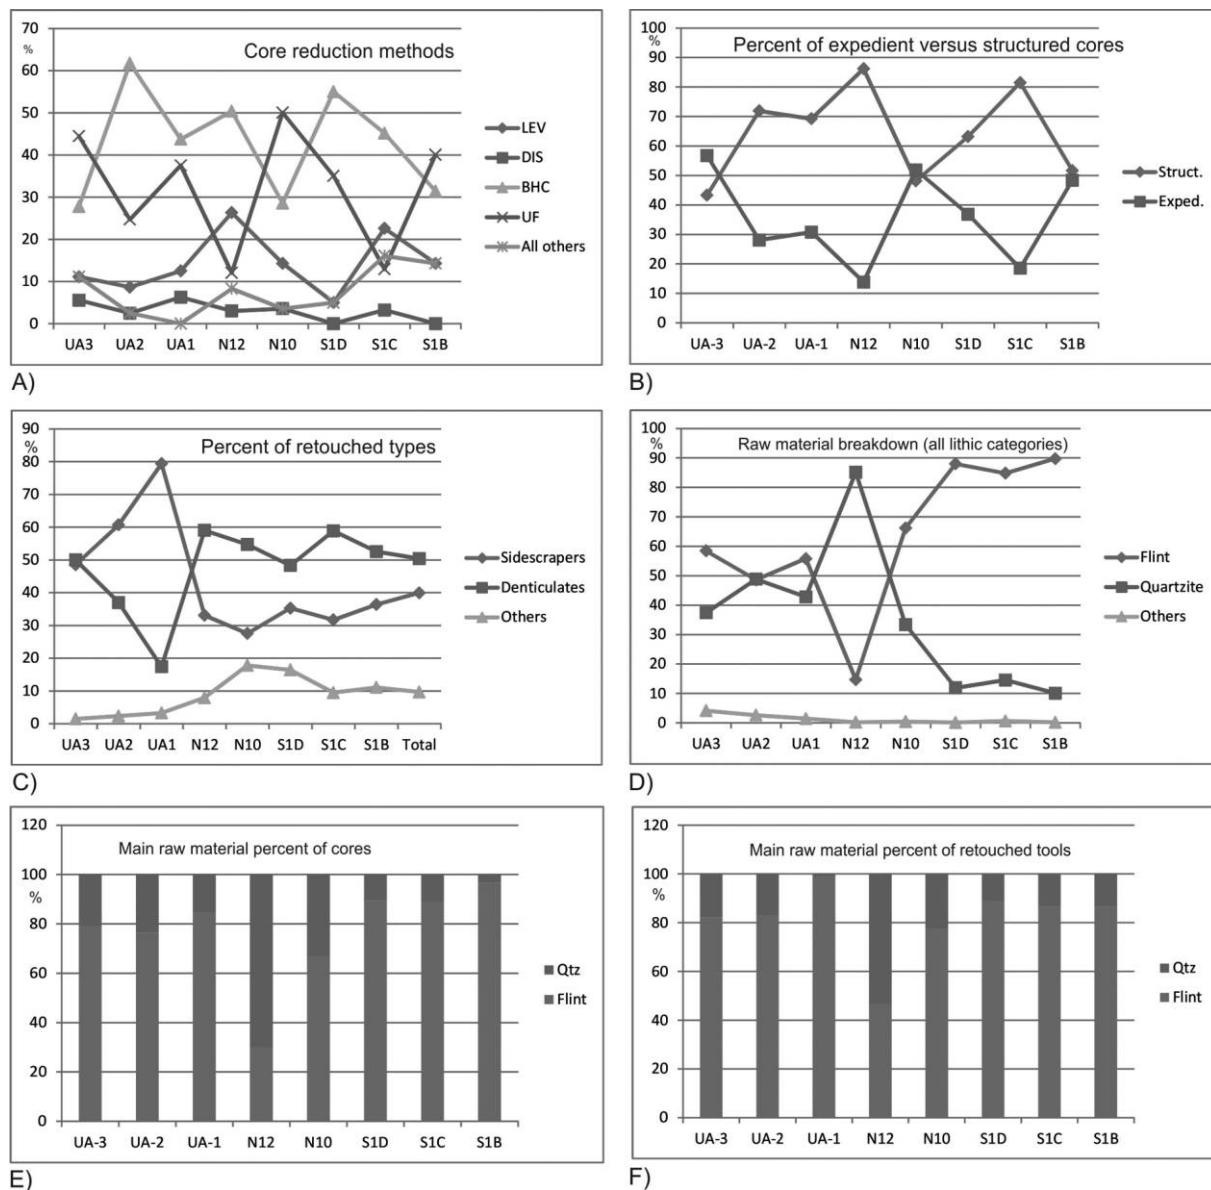 Core reduction methods
%
70
60
50
40
30
20
10
0
UA3 UA2 UA1 N12 N10 S1D S1C S1B
LEV
DIS
BHC
UF
All others
A)
Percent of expedient versus structured cores
%
100
90
80
70
60
50
40
30
20
10
0
UA-3 UA-2 UA-1 N12 N10 S1D S1C S1B
Struct.
Exped.
B)
Percent of retouched types
%
90
80
70
60
50
40
30
20
10
0
UA3 UA2 UA1 N12 N10 S1D S1C S1B Total
Sidescrapers
Denticulates
Others
C)
Raw material breakdown (all lithic categories)
%
100
90
80
70
60
50
40
30
20
10
0
UA3 UA2 UA1 N12 N10 S1D S1C S1B
Flint
Quartzite
Others
D)
Main raw material percent of cores
%
120
100
80
60
40
20
0
UA-3 UA-2 UA-1 N12 N10 S1D S1C S1B
Qtz
Flint
E)
Main raw material percent of retouched tools
%
120
100
80
60
40
20
0
UA-3 UA-2 UA-1 N12 N10 S1D S1C S1B
Qtz
Flint
F)